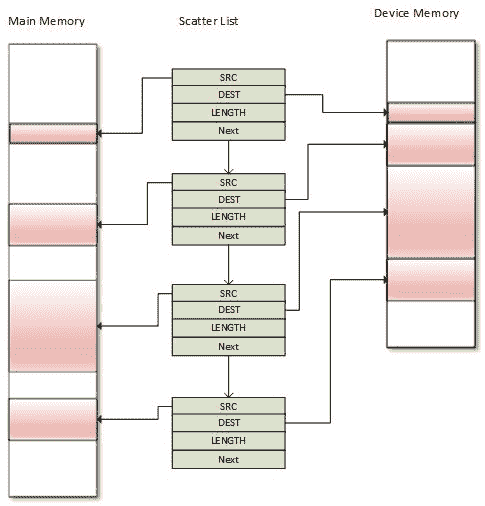 Main Memory
Scatter List
Device Memory
SRC
DEST
LENGTH
Next
SRC
DEST
LENGTH
Next
SRC
DEST
LENGTH
Next
SRC
DEST
LENGTH
Next